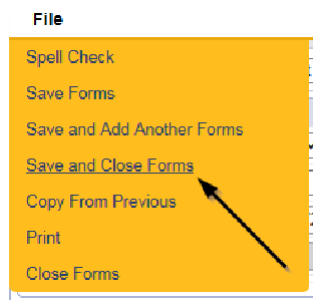 File
Spell Check
Save Forms
Save and Add Another Forms
Save and Close Forms
Copy From Previous
Print
Close Forms